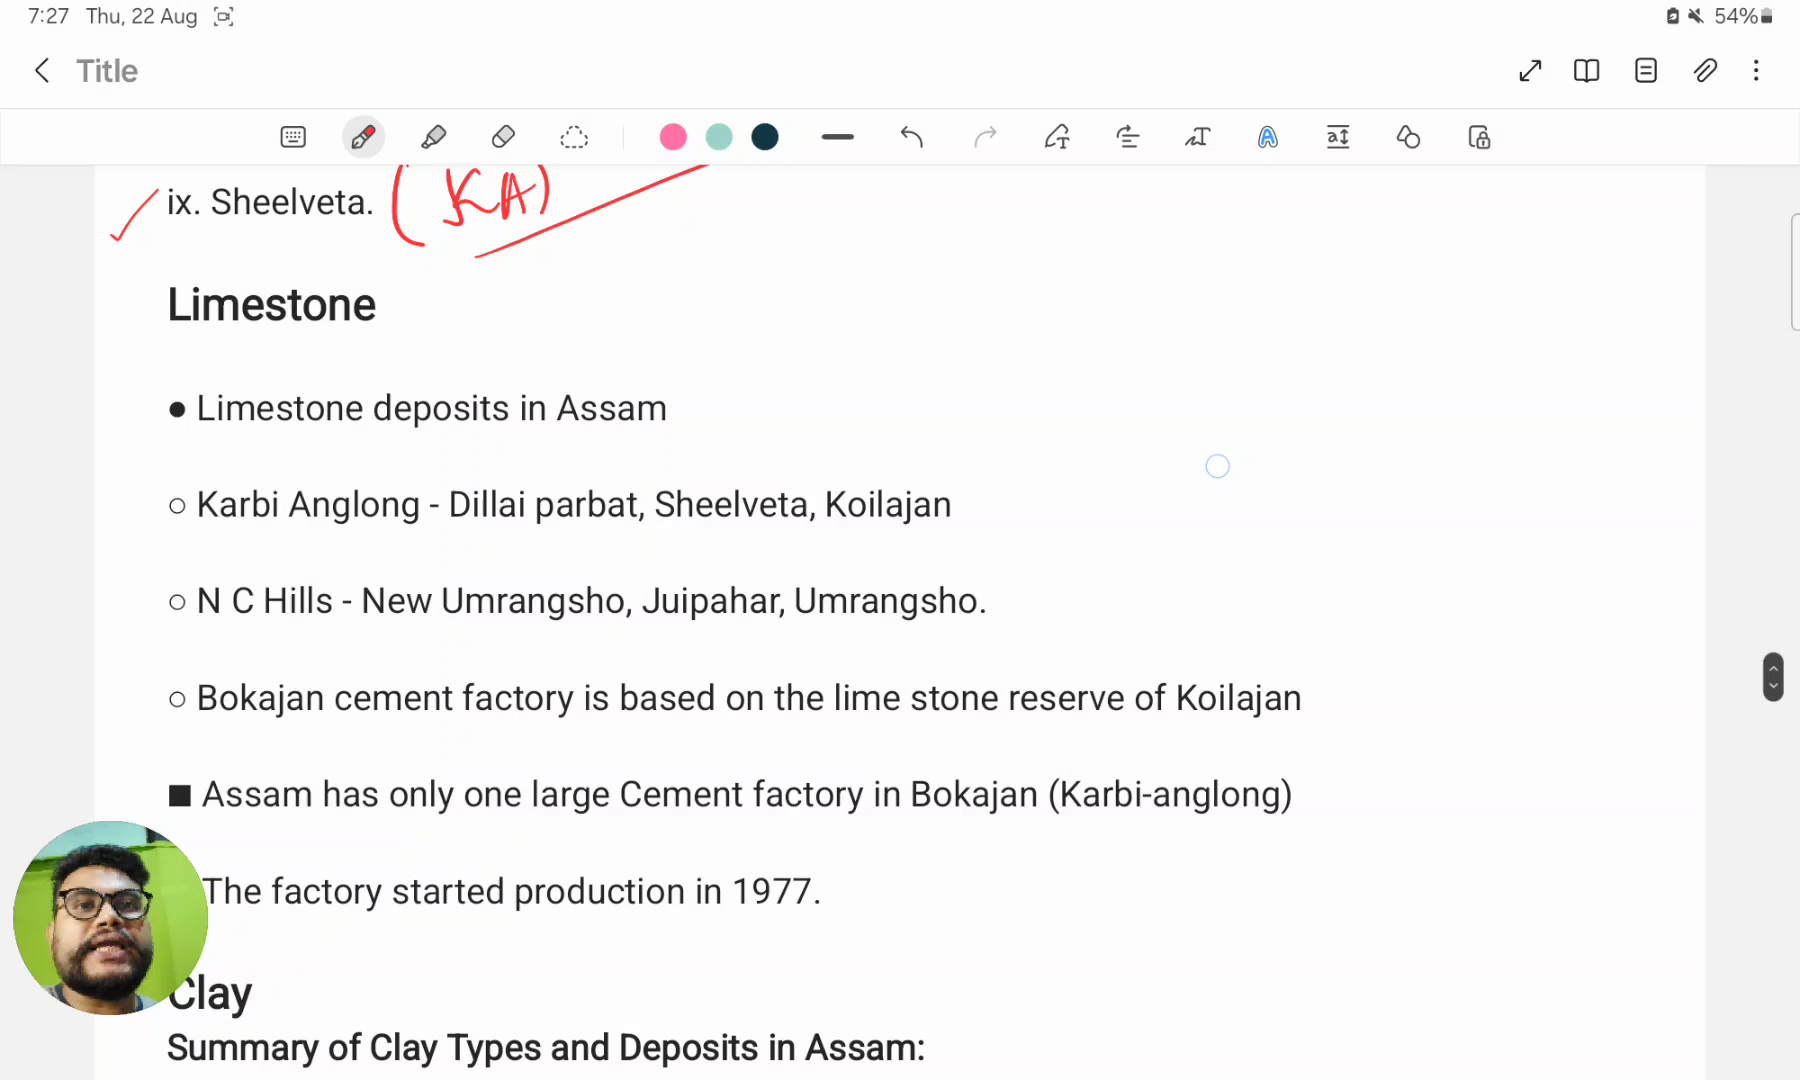 7:27 Thu, 22 Aug 54%
Title
ix. Sheelveta. (KA)
Limestone
● Limestone deposits in Assam
○ Karbi Anglong - Dillai parbat, Sheelveta, Koilajan
○ N C Hills - New Umrangsho, Juipahar, Umrangsho.
○ Bokajan cement factory is based on the lime stone reserve of Koilajan
■ Assam has only one large Cement factory in Bokajan (Karbi-anglong)
The factory started production in 1977.
Clay
Summary of Clay Types and Deposits in Assam: